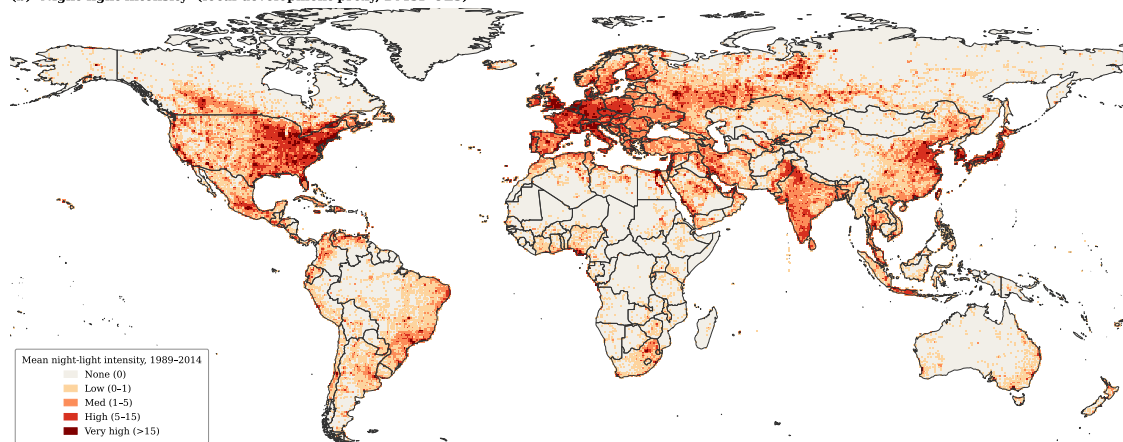 Mean night-light intensity, 1989–2014
None (0)
Low (0–1)
Med (1–5)
High (5–15)
Very high (>15)